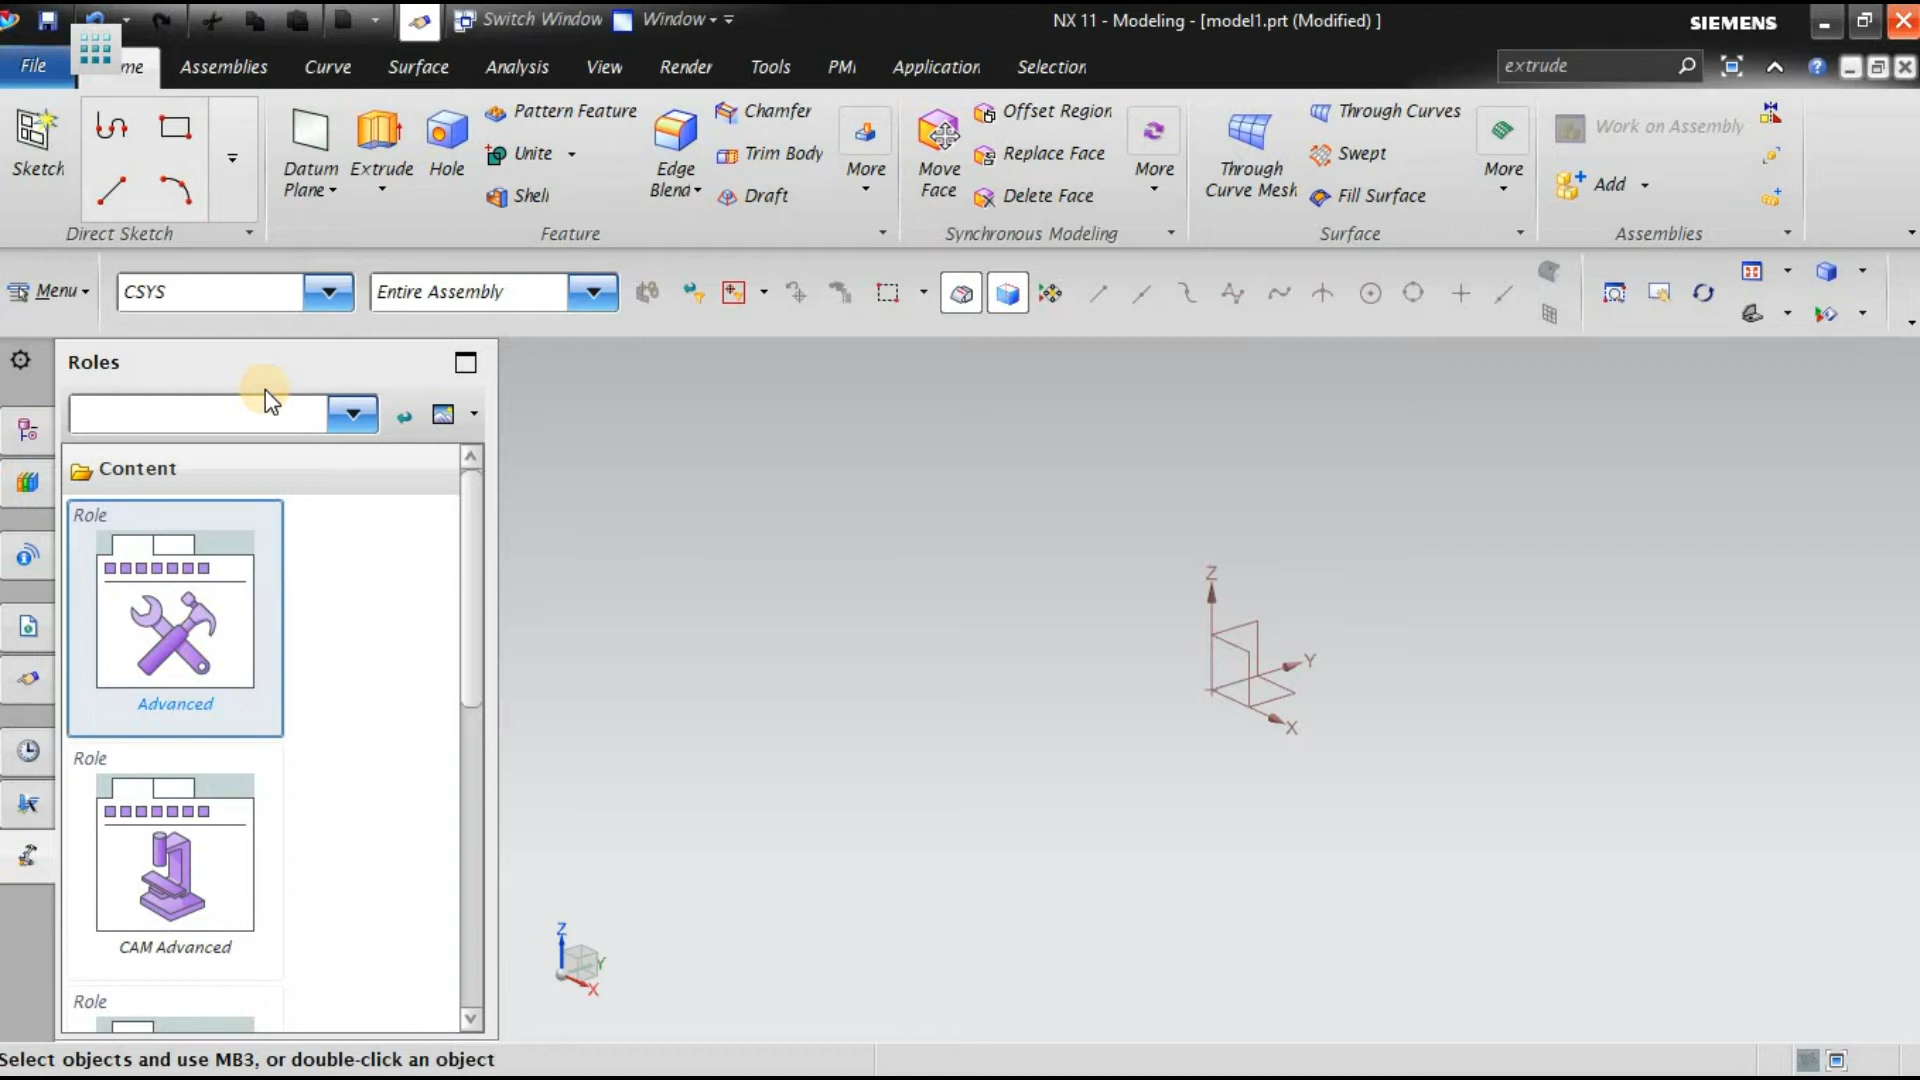 Switch Window Window NX 11 - Modeling - [model1.prt (Modified) ] SIEMENS
File me Assemblies Curve Surface Analysis View Render Tools PMI Application Selection extrude
Sketch
Datum Plane
Extrude
Hole
Pattern Feature
Unite
Shell
Edge Blend
Chamfer
Trim Body
Draft
More
Move Face
Offset Region
Replace Face
Delete Face
More
Through Curve Mesh
Through Curves
Swept
Fill Surface
More
Work on Assembly
Add
Direct Sketch Feature Synchronous Modeling Surface Assemblies
Menu CSYS Entire Assembly
Roles
Content
Role
Advanced
Role
CAM Advanced
Role
Z
Y
X
Z
Y
X
Select objects and use MB3, or double-click an object